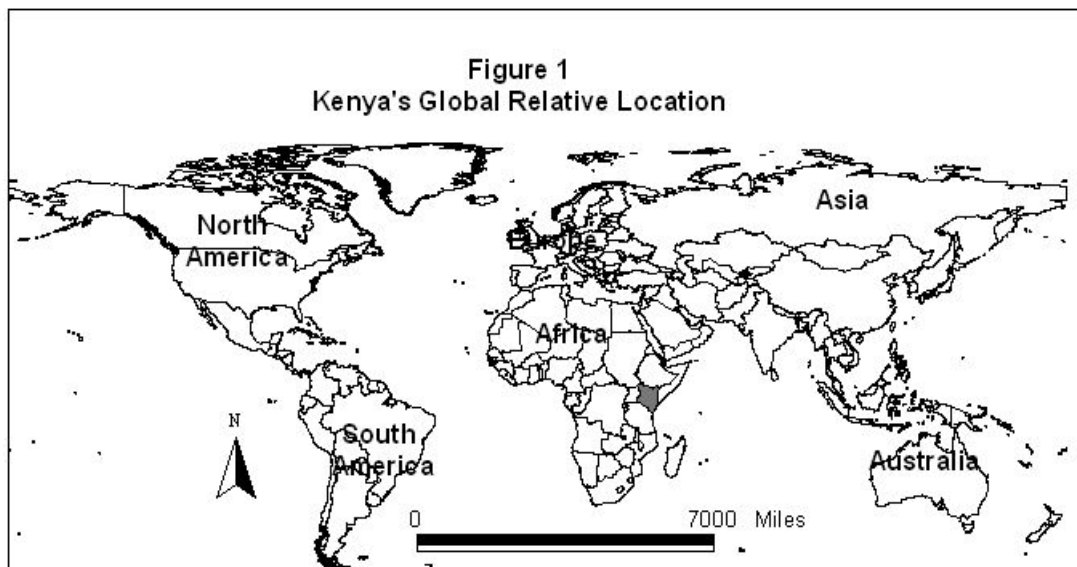 Figure 1
Kenya's Global Relative Location
Asia
North
America
Europe
Africa
N
South
America
Australia
0 7000 Miles